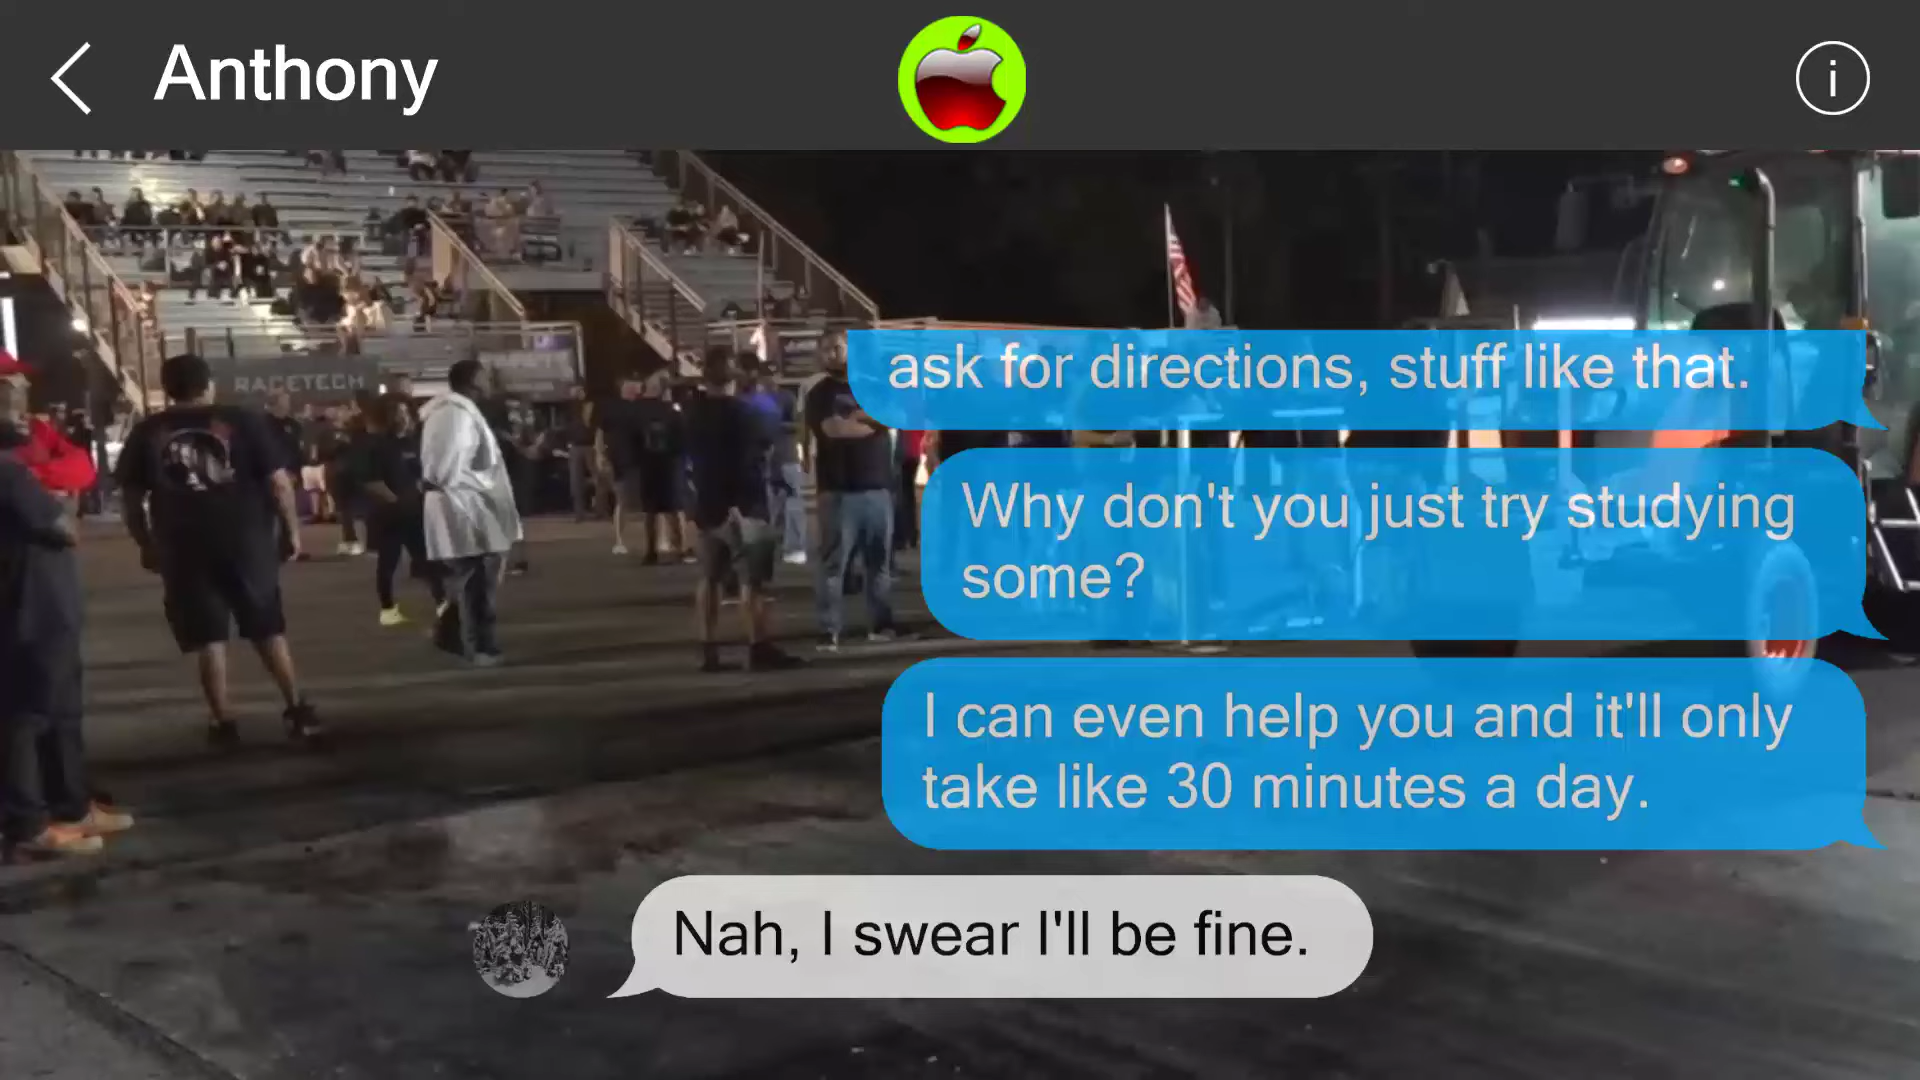 Anthony
RACETECH
ask for directions, stuff like that.
Why don't you just try studying
some?
I can even help you and it'll only
take like 30 minutes a day.
Nah, I swear I'll be fine.